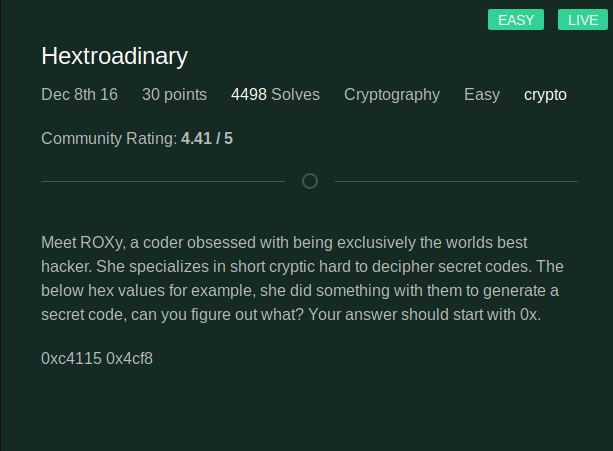 EASY LIVE
Hextroadinary
Dec 8th 16 30 points 4498 Solves Cryptography Easy crypto
Community Rating: 4.41 / 5
Meet ROXy, a coder obsessed with being exclusively the worlds best
hacker. She specializes in short cryptic hard to decipher secret codes. The
below hex values for example, she did something with them to generate a
secret code, can you figure out what? Your answer should start with 0x.
0xc4115 0x4cf8